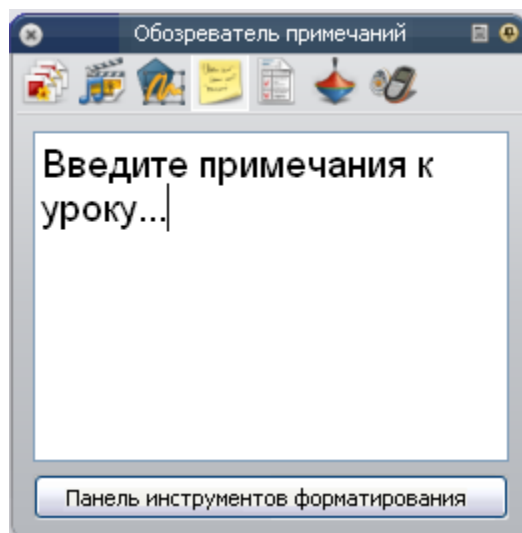 Обозреватель примечаний
Введите примечания к
уроку...
Панель инструментов форматирования